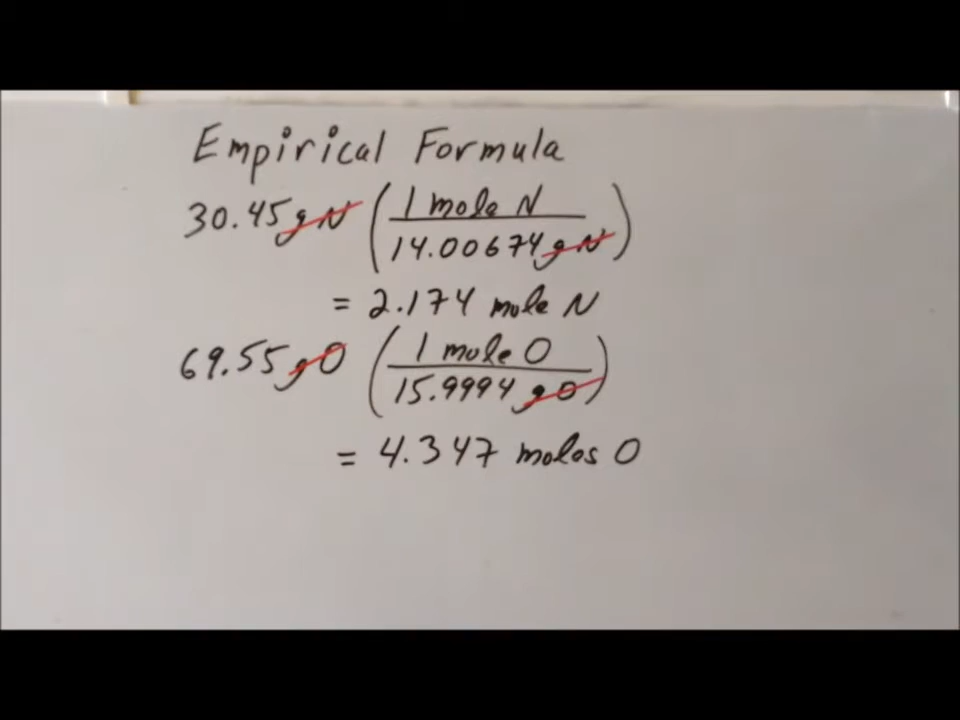 Empirical Formula
30.45 g N ( 1 mole N / 14.00674 g N )
= 2.174 mole N
69.55 g O ( 1 mole O / 15.9994 g O )
= 4.347 moles O